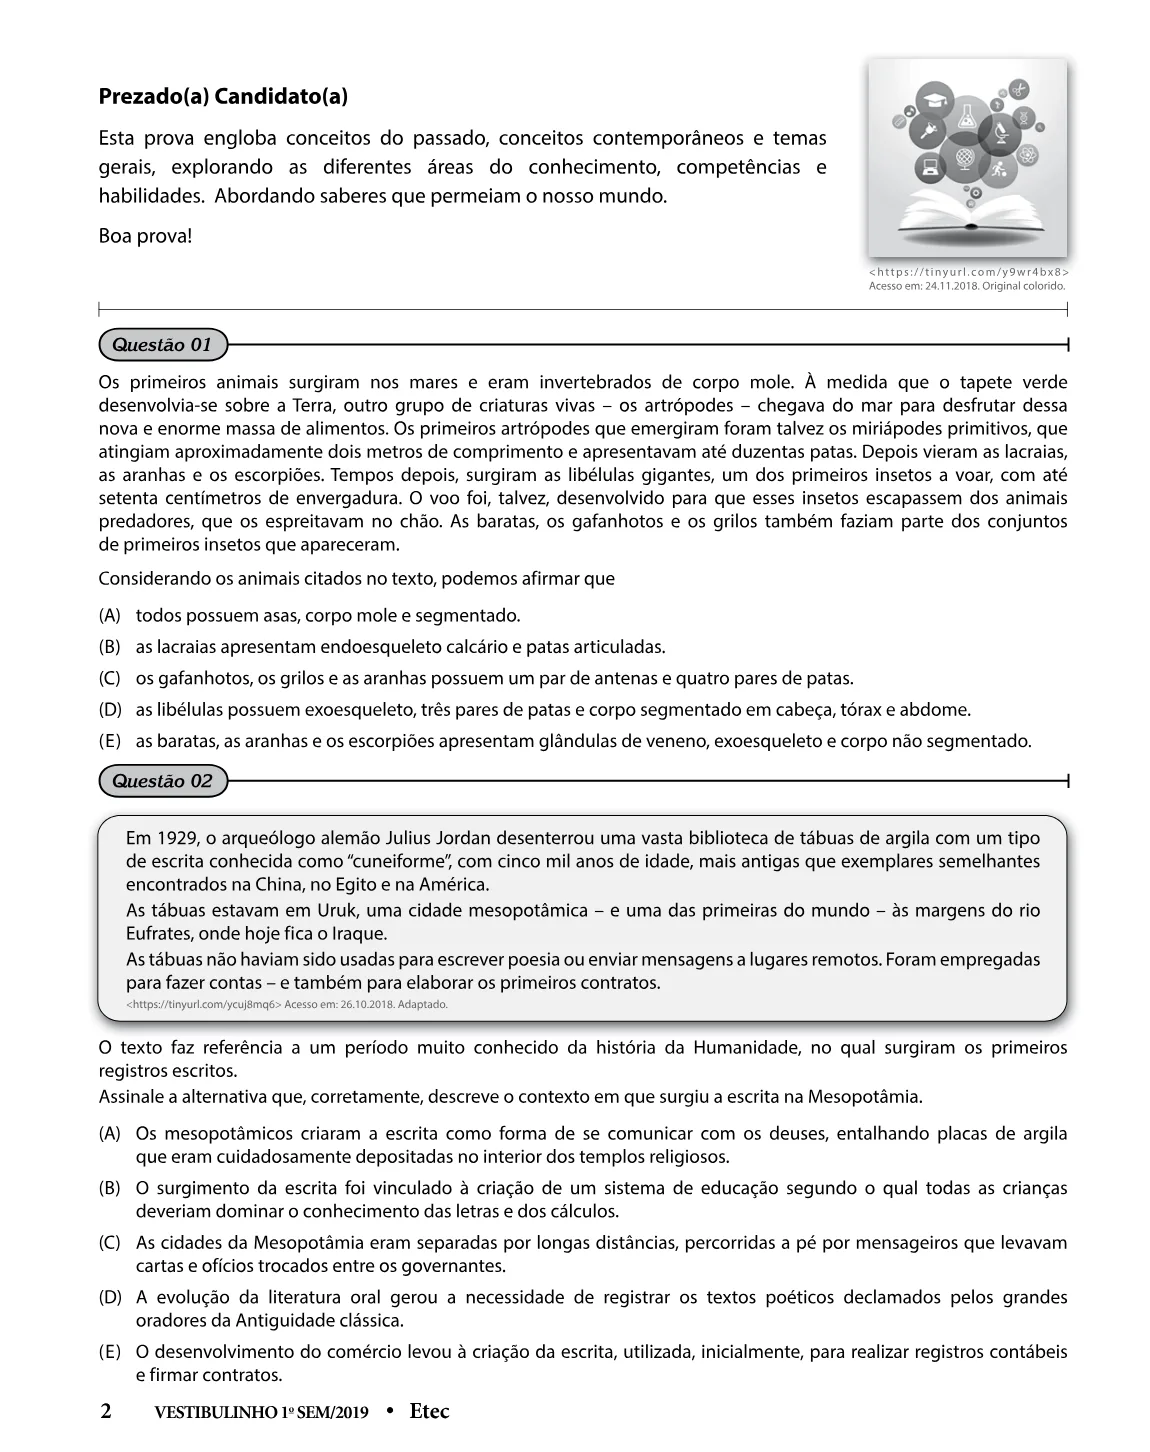 Prezado(a) Candidato(a)
Esta prova engloba conceitos do passado, conceitos contemporâneos e temas
gerais, explorando as diferentes áreas do conhecimento, competências e
habilidades.  Abordando saberes que permeiam o nosso mundo.
Boa prova!
<https://tinyurl.com/y9wr4bx8>
Acesso em: 24.11.2018. Original colorido.
Questão 01
Os primeiros animais surgiram nos mares e eram invertebrados de corpo mole. À medida que o tapete verde
desenvolvia-se sobre a Terra, outro grupo de criaturas vivas – os artrópodes – chegava do mar para desfrutar dessa
nova e enorme massa de alimentos. Os primeiros artrópodes que emergiram foram talvez os miriápodes primitivos, que
atingiam aproximadamente dois metros de comprimento e apresentavam até duzentas patas. Depois vieram as lacraias,
as aranhas e os escorpiões. Tempos depois, surgiram as libélulas gigantes, um dos primeiros insetos a voar, com até
setenta centímetros de envergadura. O voo foi, talvez, desenvolvido para que esses insetos escapassem dos animais
predadores, que os espreitavam no chão. As baratas, os gafanhotos e os grilos também faziam parte dos conjuntos
de primeiros insetos que apareceram.
Considerando os animais citados no texto, podemos afirmar que
(A) todos possuem asas, corpo mole e segmentado.
(B) as lacraias apresentam endoesqueleto calcário e patas articuladas.
(C) os gafanhotos, os grilos e as aranhas possuem um par de antenas e quatro pares de patas.
(D) as libélulas possuem exoesqueleto, três pares de patas e corpo segmentado em cabeça, tórax e abdome.
(E) as baratas, as aranhas e os escorpiões apresentam glândulas de veneno, exoesqueleto e corpo não segmentado.
Questão 02
Em 1929, o arqueólogo alemão Julius Jordan desenterrou uma vasta biblioteca de tábuas de argila com um tipo
de escrita conhecida como “cuneiforme”, com cinco mil anos de idade, mais antigas que exemplares semelhantes
encontrados na China, no Egito e na América.
As tábuas estavam em Uruk, uma cidade mesopotâmica – e uma das primeiras do mundo – às margens do rio
Eufrates, onde hoje fica o Iraque.
As tábuas não haviam sido usadas para escrever poesia ou enviar mensagens a lugares remotos. Foram empregadas
para fazer contas – e também para elaborar os primeiros contratos.
<https://tinyurl.com/ycuj8mq6> Acesso em: 26.10.2018. Adaptado.
O texto faz referência a um período muito conhecido da história da Humanidade, no qual surgiram os primeiros
registros escritos.
Assinale a alternativa que, corretamente, descreve o contexto em que surgiu a escrita na Mesopotâmia.
(A) Os mesopotâmicos criaram a escrita como forma de se comunicar com os deuses, entalhando placas de argila
que eram cuidadosamente depositadas no interior dos templos religiosos.
(B) O surgimento da escrita foi vinculado à criação de um sistema de educação segundo o qual todas as crianças
deveriam dominar o conhecimento das letras e dos cálculos.
(C) As cidades da Mesopotâmia eram separadas por longas distâncias, percorridas a pé por mensageiros que levavam
cartas e ofícios trocados entre os governantes.
(D) A evolução da literatura oral gerou a necessidade de registrar os textos poéticos declamados pelos grandes
oradores da Antiguidade clássica.
(E) O desenvolvimento do comércio levou à criação da escrita, utilizada, inicialmente, para realizar registros contábeis
e firmar contratos.
2 VESTIBULINHO 1º SEM/2019 • Etec